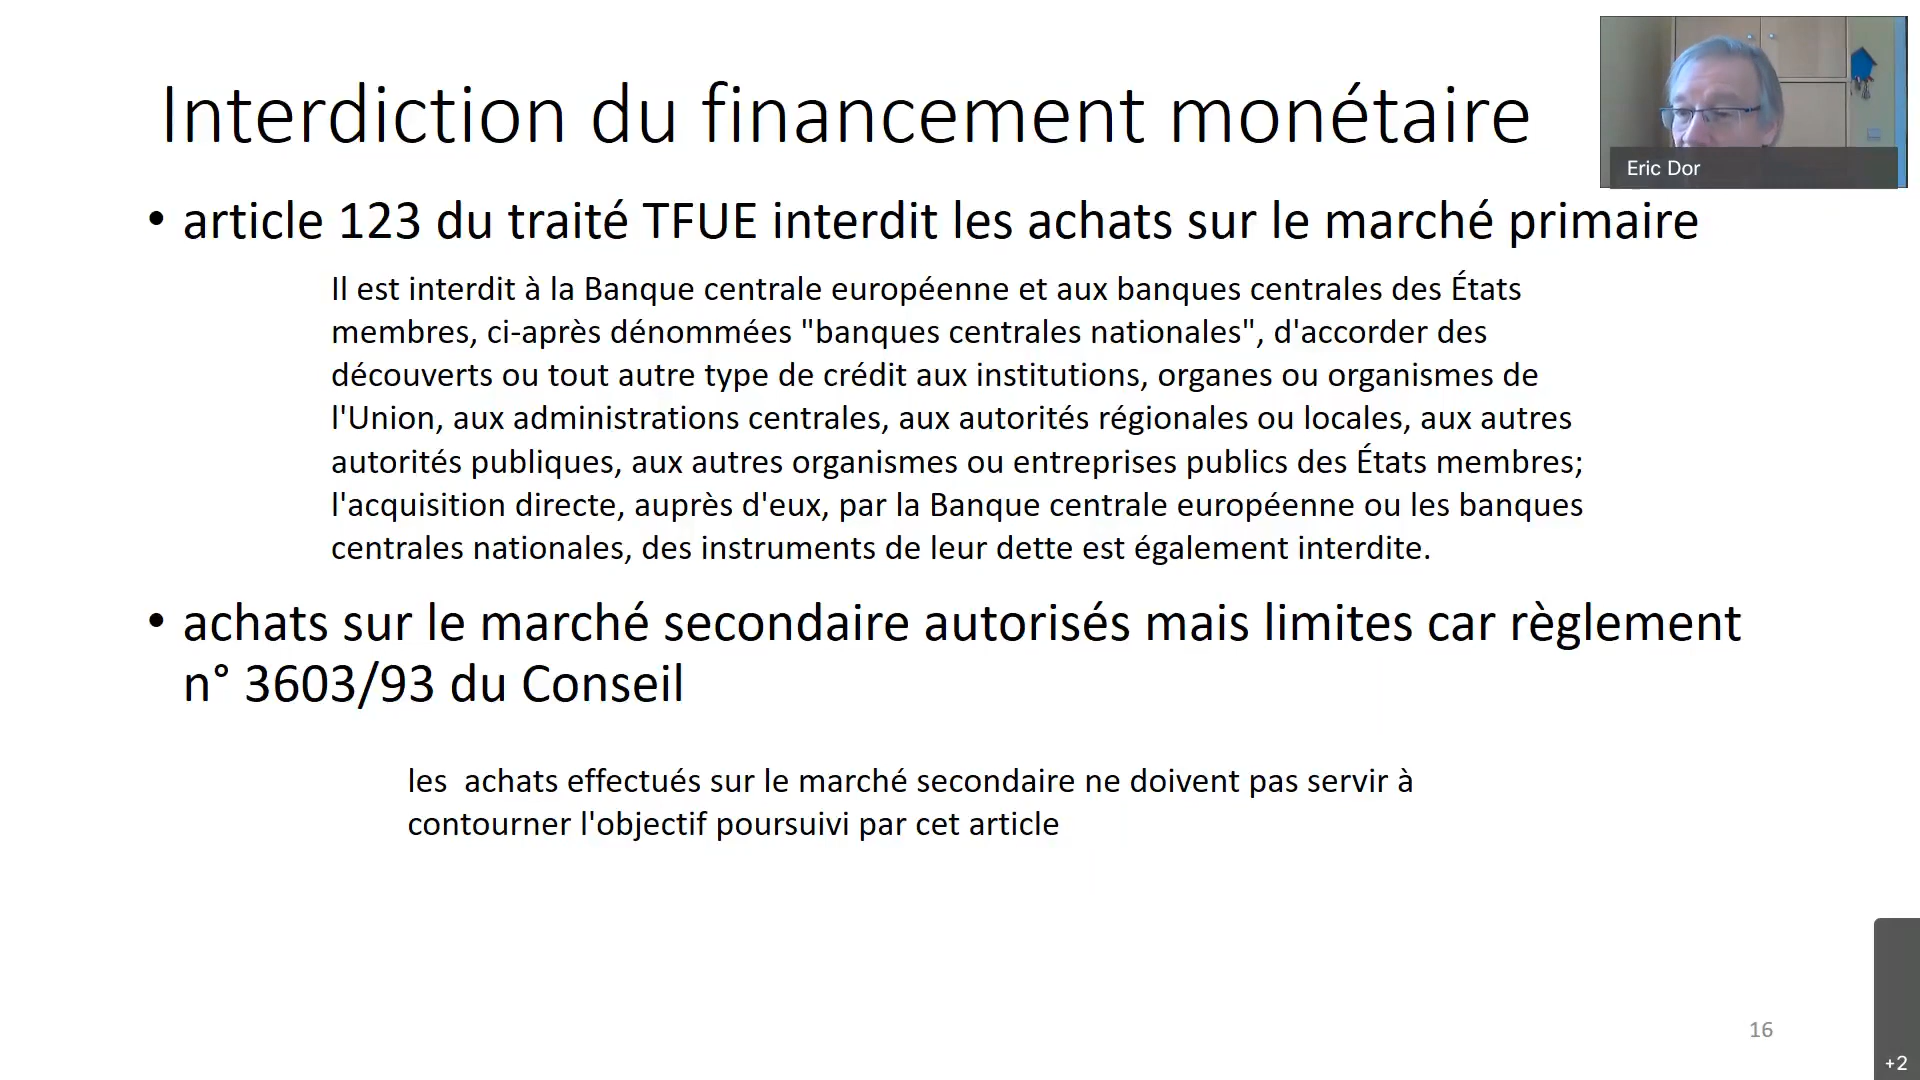 Interdiction du financement monétaire
Eric Dor
• article 123 du traité TFUE interdit les achats sur le marché primaire
Il est interdit à la Banque centrale européenne et aux banques centrales des États
membres, ci-après dénommées "banques centrales nationales", d'accorder des
découverts ou tout autre type de crédit aux institutions, organes ou organismes de
l'Union, aux administrations centrales, aux autorités régionales ou locales, aux autres
autorités publiques, aux autres organismes ou entreprises publics des États membres;
l'acquisition directe, auprès d'eux, par la Banque centrale européenne ou les banques
centrales nationales, des instruments de leur dette est également interdite.
• achats sur le marché secondaire autorisés mais limites car règlement
n° 3603/93 du Conseil
les  achats effectués sur le marché secondaire ne doivent pas servir à
contourner l'objectif poursuivi par cet article
16
+2